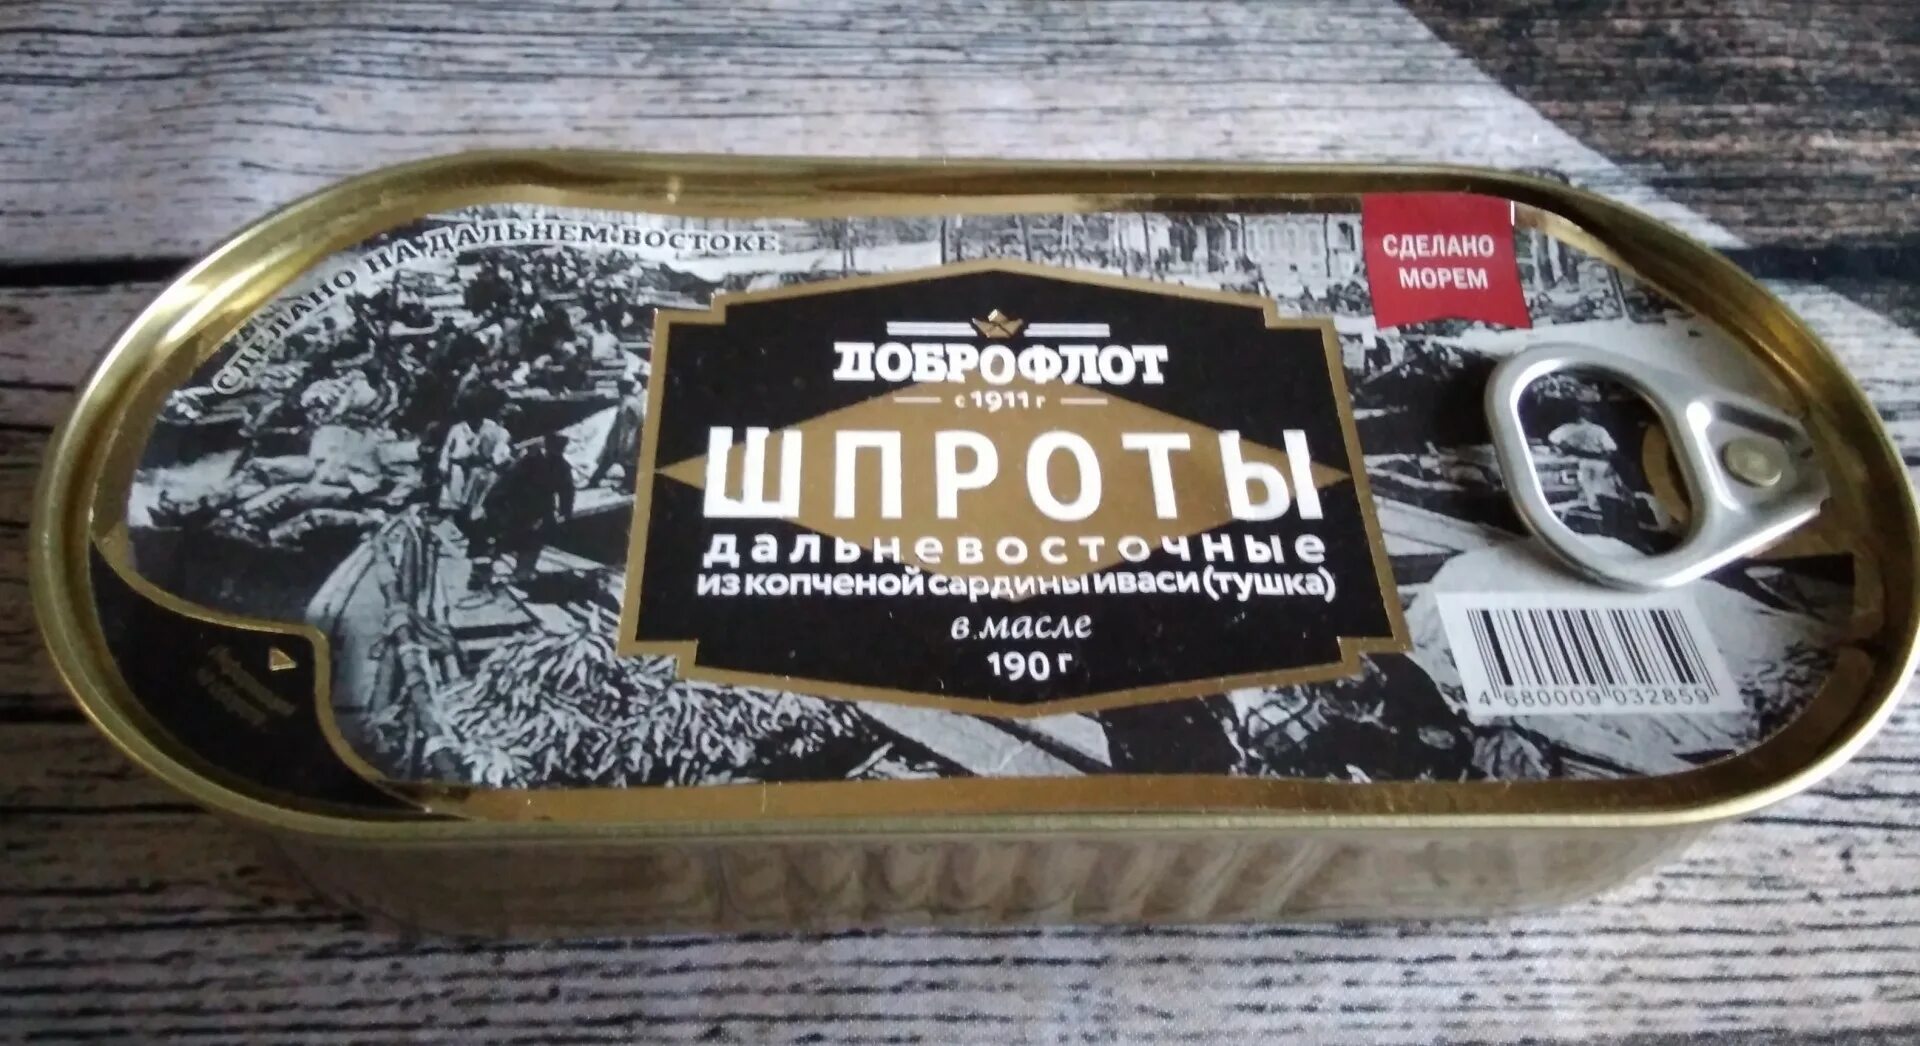 СДЕЛАНО НА ДАЛЬНЕМ ВОСТОКЕ
СДЕЛАНО
МОРЕМ
ДОБРОФЛОТ
с 1911 г
ШПРОТЫ
дальневосточные
из копченой сардины иваси (тушка)
в масле
190 г
4 680009 032859